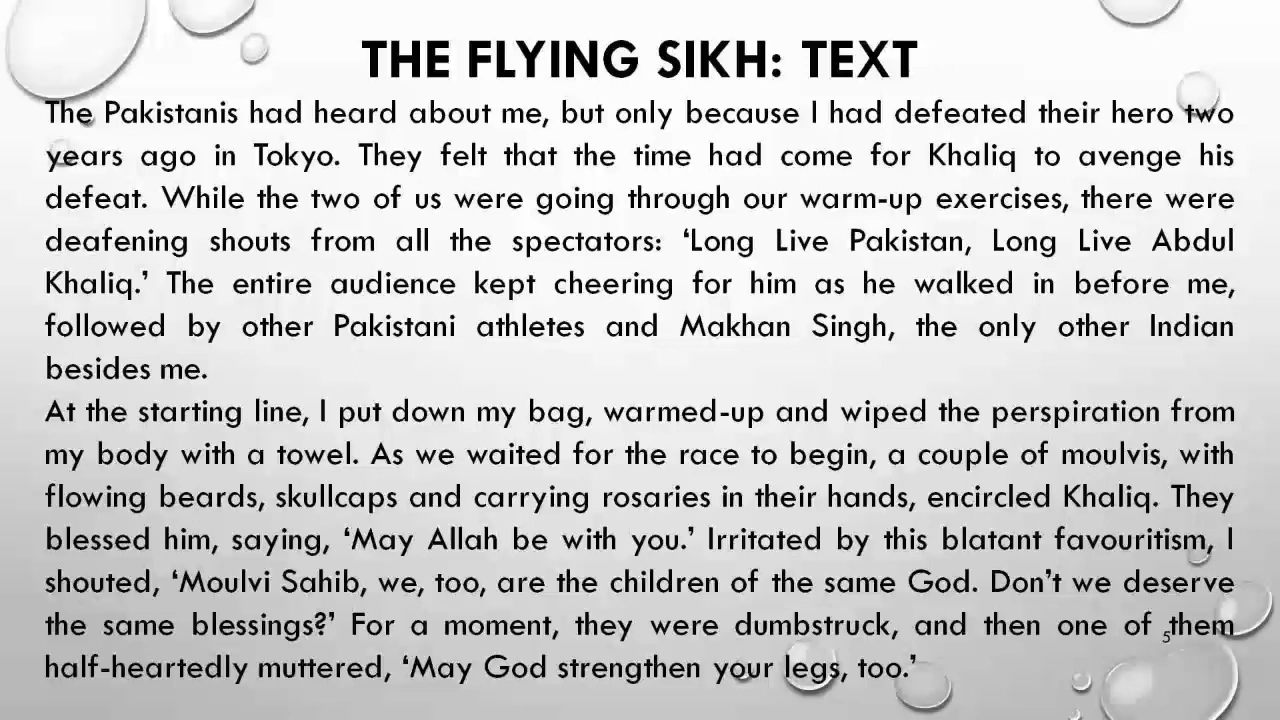 THE FLYING SIKH: TEXT
The Pakistanis had heard about me, but only because I had defeated their hero two
years ago in Tokyo. They felt that the time had come for Khaliq to avenge his
defeat. While the two of us were going through our warm-up exercises, there were
deafening shouts from all the spectators: ‘Long Live Pakistan, Long Live Abdul
Khaliq.’ The entire audience kept cheering for him as he walked in before me,
followed by other Pakistani athletes and Makhan Singh, the only other Indian
besides me.
At the starting line, I put down my bag, warmed-up and wiped the perspiration from
my body with a towel. As we waited for the race to begin, a couple of moulvis, with
flowing beards, skullcaps and carrying rosaries in their hands, encircled Khaliq. They
blessed him, saying, ‘May Allah be with you.’ Irritated by this blatant favouritism, I
shouted, ‘Moulvi Sahib, we, too, are the children of the same God. Don’t we deserve
the same blessings?’ For a moment, they were dumbstruck, and then one of them
half-heartedly muttered, ‘May God strengthen your legs, too.’
5